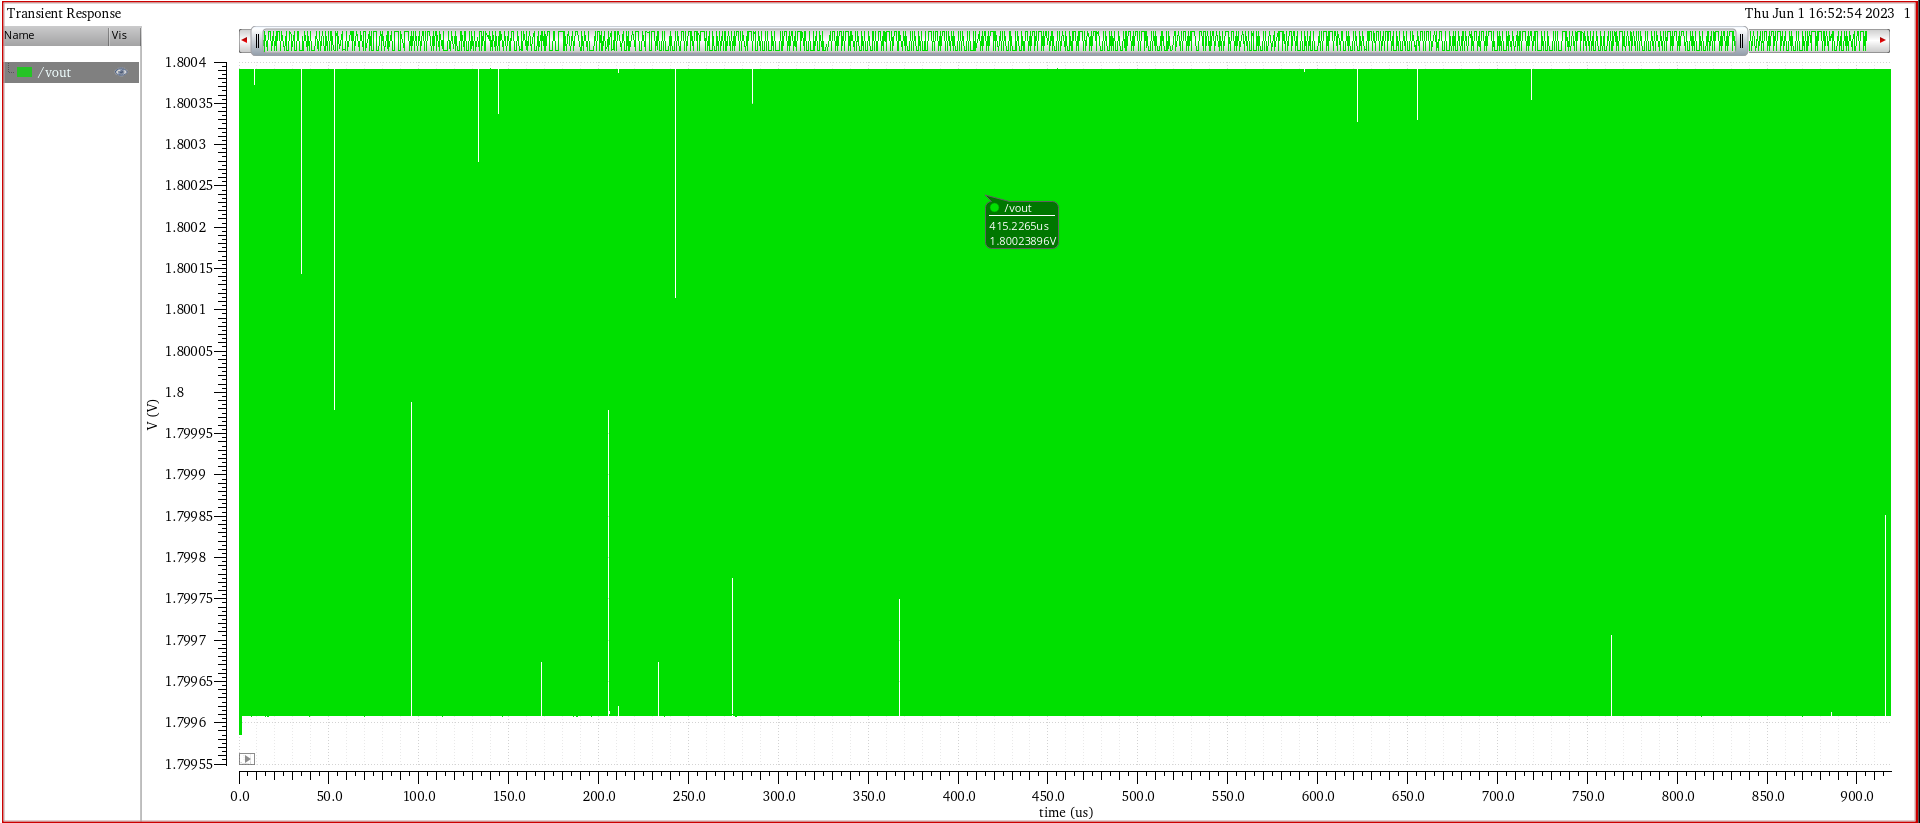 Transient Response
Thu Jun 1 16:52:54 2023 1
Name Vis
/vout
1.8004
1.80035
1.8003
1.80025
1.8002
1.80015
1.8001
1.80005
1.8
1.79995
1.7999
1.79985
1.7998
1.79975
1.7997
1.79965
1.7996
1.79955
V (V)
/vout
415.2265us
1.80023896V
0.0 50.0 100.0 150.0 200.0 250.0 300.0 350.0 400.0 450.0 500.0 550.0 600.0 650.0 700.0 750.0 800.0 850.0 900.0
time (us)